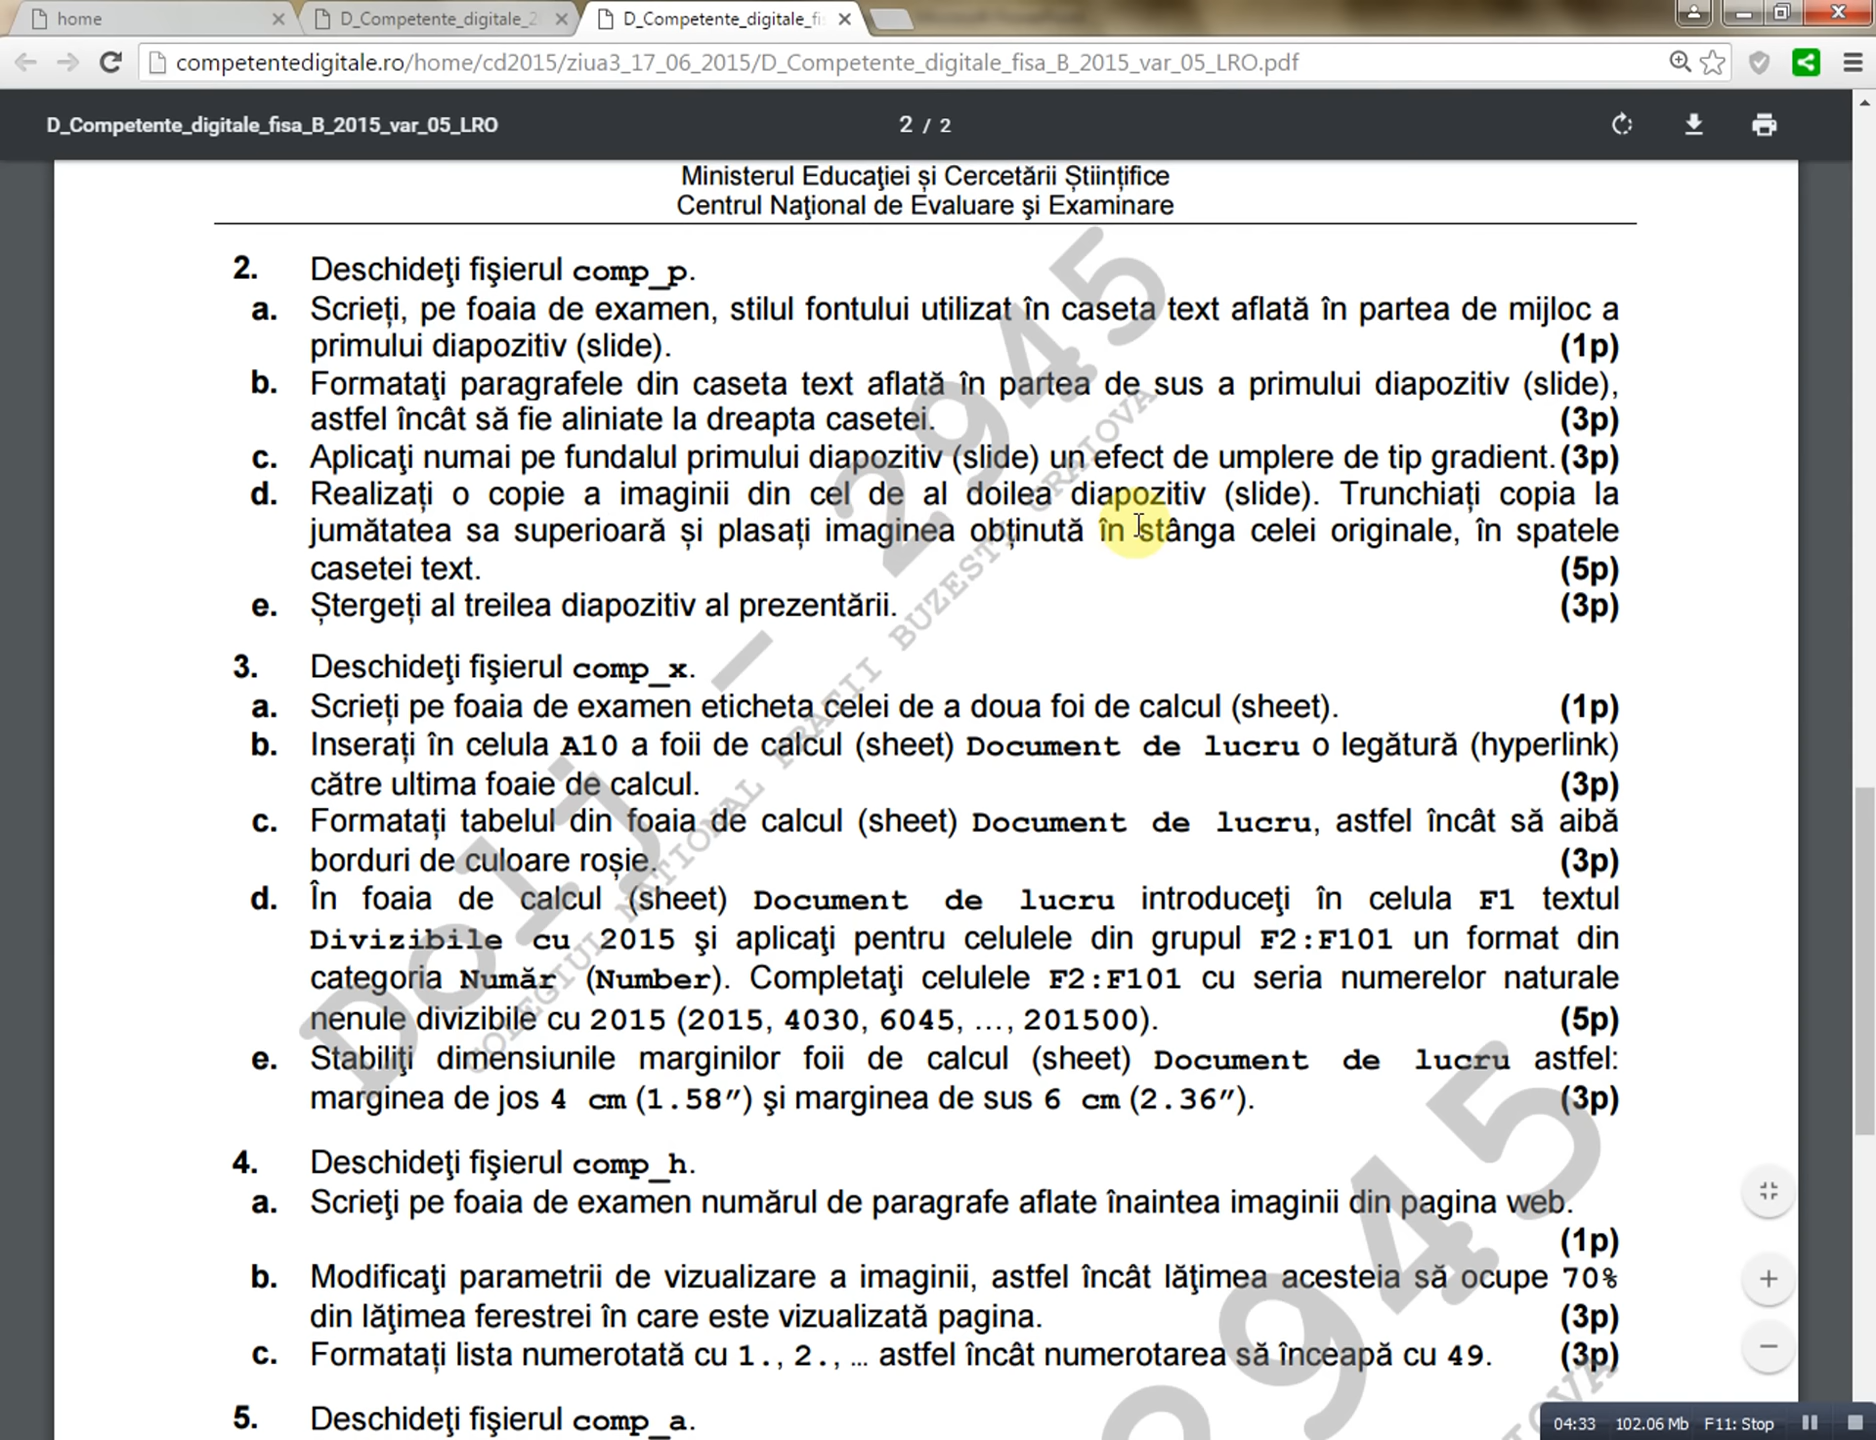 home
D_Competente_digitale_2
D_Competente_digitale_fi
competentedigitale.ro/home/cd2015/ziua3_17_06_2015/D_Competente_digitale_fisa_B_2015_var_05_LRO.pdf
D_Competente_digitale_fisa_B_2015_var_05_LRO
2 / 2
Ministerul Educaţiei și Cercetării Științifice
Centrul Naţional de Evaluare şi Examinare
2. Deschideţi fişierul comp_p.
a. Scrieți, pe foaia de examen, stilul fontului utilizat în caseta text aflată în partea de mijloc a
primului diapozitiv (slide). (1p)
b. Formataţi paragrafele din caseta text aflată în partea de sus a primului diapozitiv (slide),
astfel încât să fie aliniate la dreapta casetei. (3p)
c. Aplicaţi numai pe fundalul primului diapozitiv (slide) un efect de umplere de tip gradient. (3p)
d. Realizați o copie a imaginii din cel de al doilea diapozitiv (slide). Trunchiați copia la
jumătatea sa superioară și plasați imaginea obținută în stânga celei originale, în spatele
casetei text. (5p)
e. Ștergeți al treilea diapozitiv al prezentării. (3p)
3. Deschideţi fişierul comp_x.
a. Scrieți pe foaia de examen eticheta celei de a doua foi de calcul (sheet). (1p)
b. Inserați în celula A10 a foii de calcul (sheet) Document de lucru o legătură (hyperlink)
către ultima foaie de calcul. (3p)
c. Formatați tabelul din foaia de calcul (sheet) Document de lucru, astfel încât să aibă
borduri de culoare roșie. (3p)
d. În foaia de calcul (sheet) Document de lucru introduceţi în celula F1 textul
Divizibile cu 2015 şi aplicaţi pentru celulele din grupul F2:F101 un format din
categoria Număr (Number). Completaţi celulele F2:F101 cu seria numerelor naturale
nenule divizibile cu 2015 (2015, 4030, 6045, …, 201500). (5p)
e. Stabiliţi dimensiunile marginilor foii de calcul (sheet) Document de lucru astfel:
marginea de jos 4 cm (1.58″) şi marginea de sus 6 cm (2.36″). (3p)
4. Deschideţi fişierul comp_h.
a. Scrieţi pe foaia de examen numărul de paragrafe aflate înaintea imaginii din pagina web.
(1p)
b. Modificaţi parametrii de vizualizare a imaginii, astfel încât lăţimea acesteia să ocupe 70%
din lăţimea ferestrei în care este vizualizată pagina. (3p)
c. Formatați lista numerotată cu 1., 2., … astfel încât numerotarea să înceapă cu 49. (3p)
5. Deschideţi fişierul comp_a.
Dolj - 2945
COLEGIUL NATIONAL FRATII BUZESTI CRAIOVA
2945
04:33 102.06 Mb F11: Stop